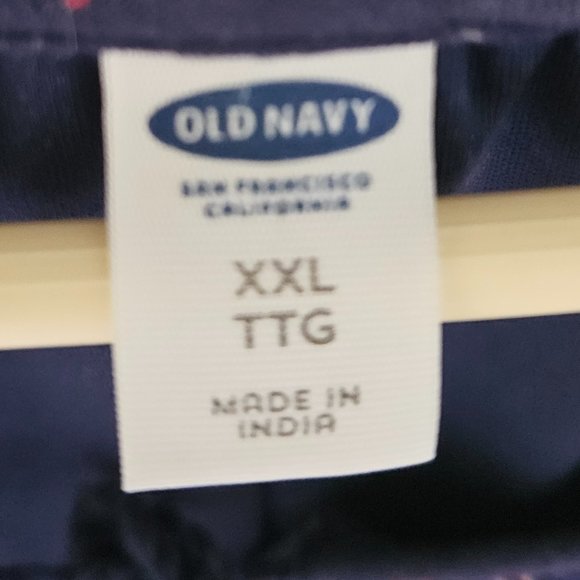 OLD NAVY
SAN FRANCISCO
CALIFORNIA
XXL
TTG
MADE IN
INDIA